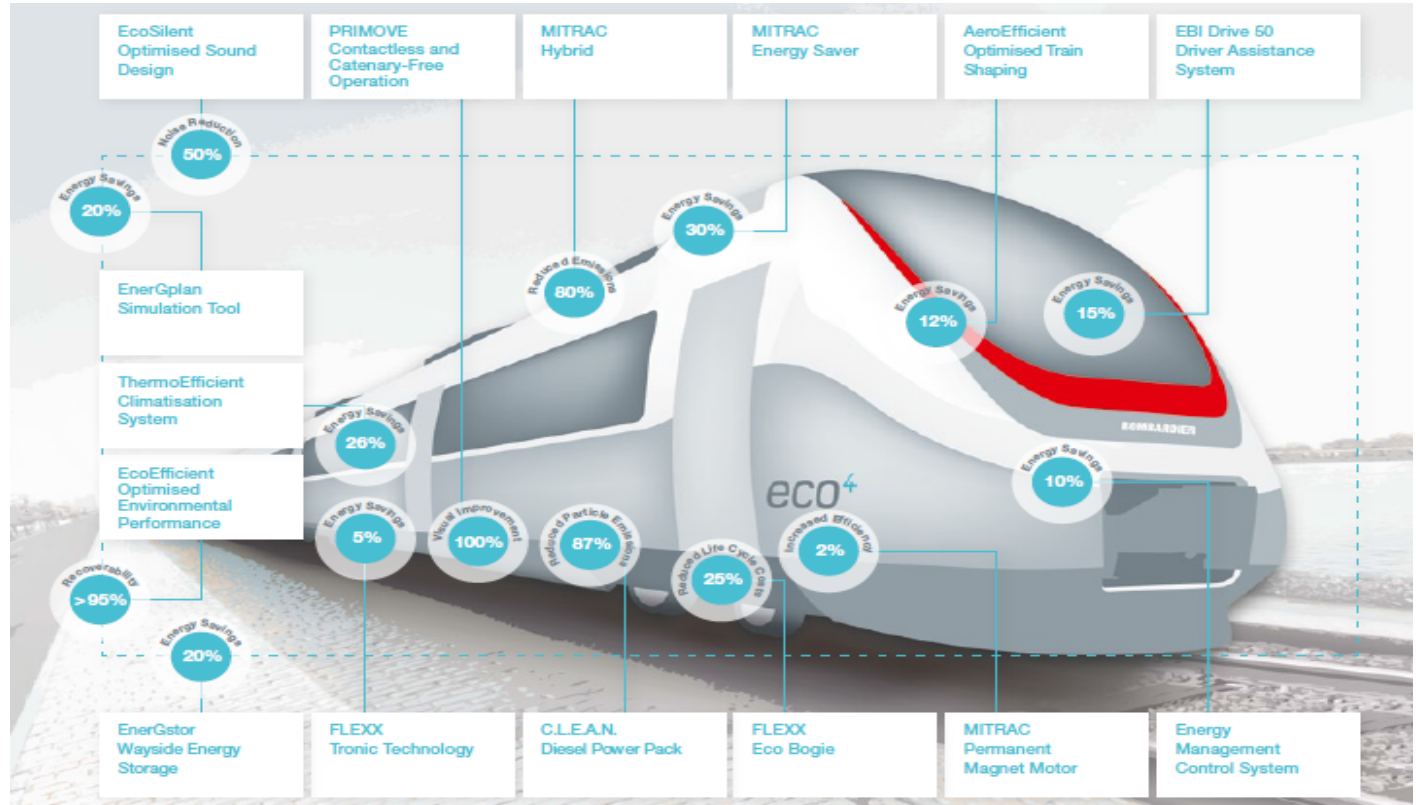 EcoSilent
Optimised Sound
Design
PRIMOVE
Contactless and
Catenary-Free
Operation
MITRAC
Hybrid
MITRAC
Energy Saver
AeroEfficient
Optimised Train
Shaping
EBI Drive 50
Driver Assistance
System
Noise Reduction
50%
Energy Savings
20%
Energy Savings
30%
Reduced Emissions
80%
Energy Savings
12%
Energy Savings
15%
EnerGplan
Simulation Tool
ThermoEfficient
Climatisation
System
Energy Savings
26%
BOMBARDIER
EcoEfficient
Optimised
Environmental
Performance
Energy Savings
10%
eco4
Energy Savings
5%
Visual Improvement
100%
Reduced Particle Emissions
87%
Reduced Life Cycle Costs
25%
Increased Efficiency
2%
Recoverability
>95%
Energy Savings
20%
EnerGstor
Wayside Energy
Storage
FLEXX
Tronic Technology
C.L.E.A.N.
Diesel Power Pack
FLEXX
Eco Bogie
MITRAC
Permanent
Magnet Motor
Energy
Management
Control System